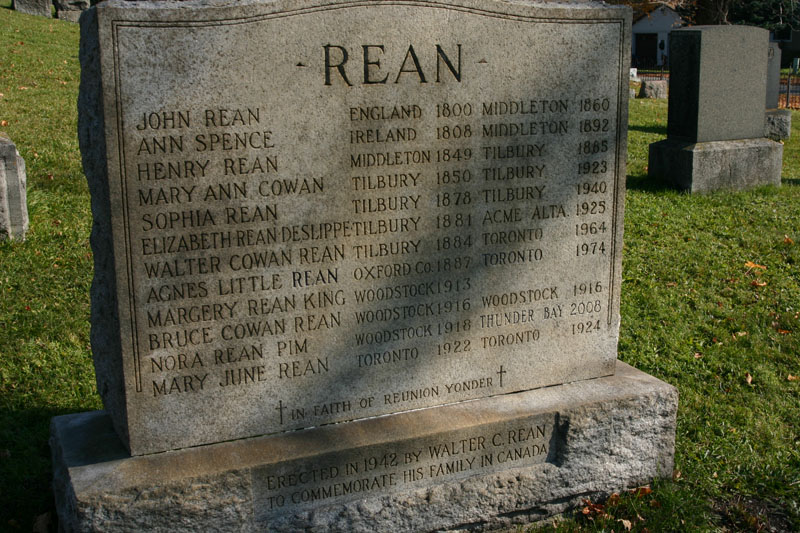 - REAN -
JOHN REAN ENGLAND 1800 MIDDLETON 1860
ANN SPENCE IRELAND 1808 MIDDLETON 1892
HENRY REAN MIDDLETON 1849 TILBURY 1885
MARY ANN COWAN TILBURY 1850 TILBURY 1923
SOPHIA REAN TILBURY 1878 TILBURY 1940
ELIZABETH REAN DESLIPPE TILBURY 1881 ACME ALTA. 1925
WALTER COWAN REAN TILBURY 1884 TORONTO 1964
AGNES LITTLE REAN OXFORD CO. 1887 TORONTO 1974
MARGERY REAN KING WOODSTOCK 1913
BRUCE COWAN REAN WOODSTOCK 1916 WOODSTOCK 1916
NORA REAN PIM WOODSTOCK 1918 THUNDER BAY 2008
MARY JUNE REAN TORONTO 1922 TORONTO 1924
† IN FAITH OF REUNION YONDER †
ERECTED IN 1942 BY WALTER C. REAN
TO COMMEMORATE HIS FAMILY IN CANADA